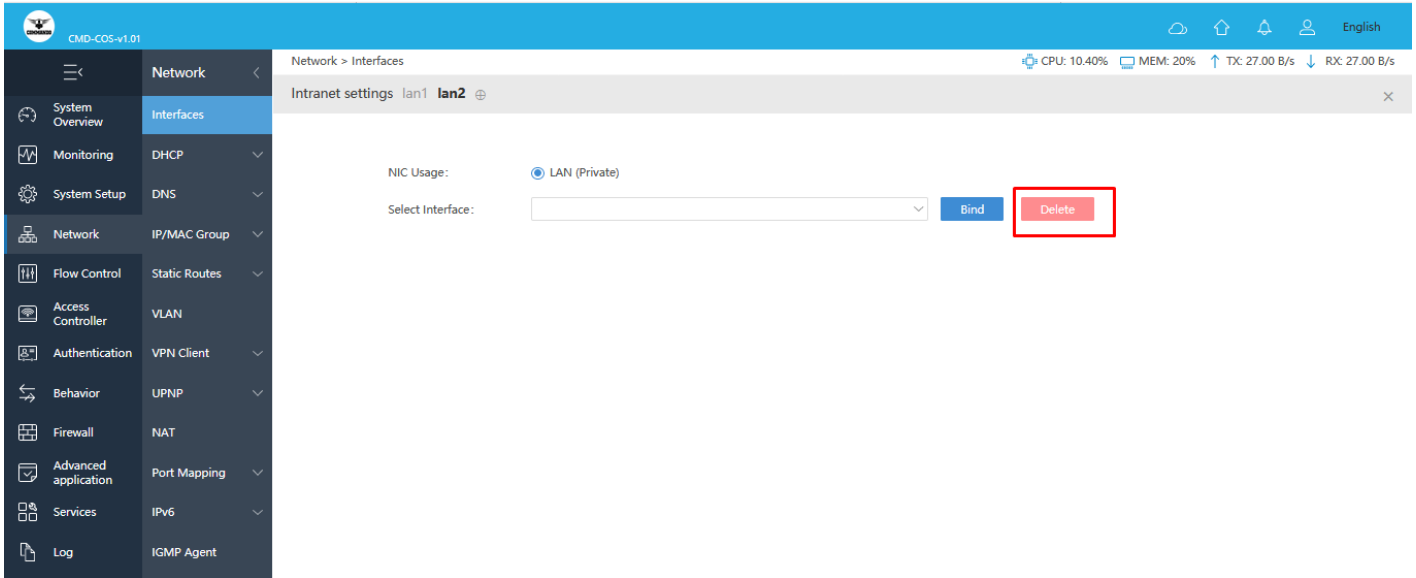 COMMANDO
CMD-COS-v1.01
English
Network
Network > Interfaces
CPU: 10.40%
MEM: 20%
TX: 27.00 B/s
RX: 27.00 B/s
Intranet settings lan1 lan2
System
Overview
Monitoring
System Setup
Network
Flow Control
Access
Controller
Authentication
Behavior
Firewall
Advanced
application
Services
Log
Interfaces
DHCP
DNS
IP/MAC Group
Static Routes
VLAN
VPN Client
UPNP
NAT
Port Mapping
IPv6
IGMP Agent
NIC Usage:
LAN (Private)
Select Interface:
Bind
Delete